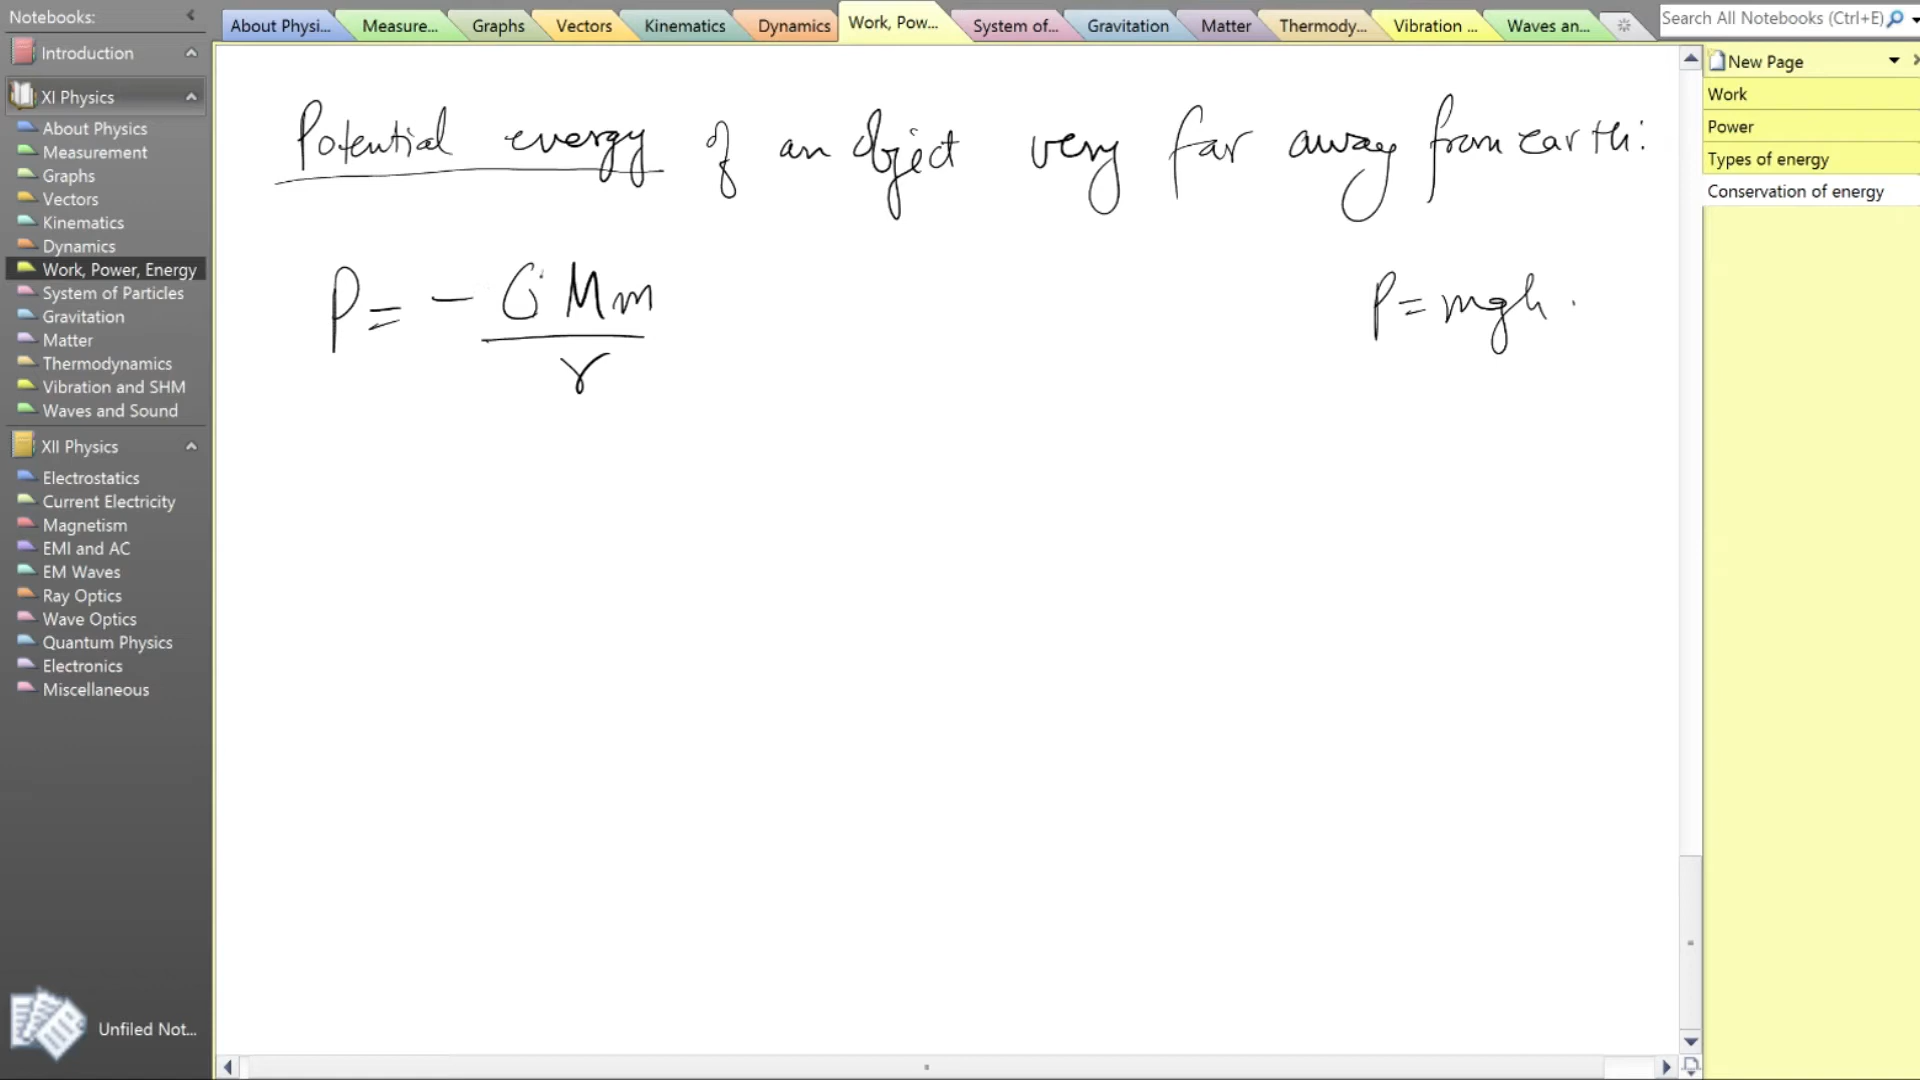 Notebooks:
Introduction
XI Physics
About Physics
Measurement
Graphs
Vectors
Kinematics
Dynamics
Work, Power, Energy
System of Particles
Gravitation
Matter
Thermodynamics
Vibration and SHM
Waves and Sound
XII Physics
Electrostatics
Current Electricity
Magnetism
EMI and AC
EM Waves
Ray Optics
Wave Optics
Quantum Physics
Electronics
Miscellaneous
Unfiled Not...
About Physi... Measure... Graphs Vectors Kinematics Dynamics Work, Pow... System of... Gravitation Matter Thermody... Vibration ... Waves an...
Search All Notebooks (Ctrl+E)
Potential energy of an object very far away from earth:
P = - G M m / r
P = mgh.
New Page
Work
Power
Types of energy
Conservation of energy